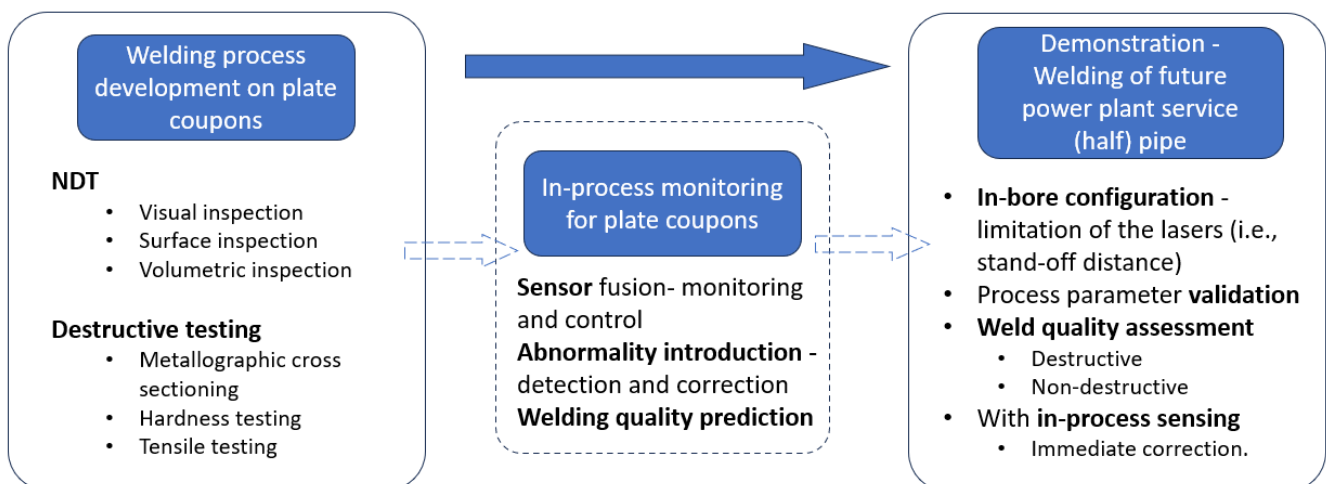 Welding process
development on plate
coupons
NDT
• Visual inspection
• Surface inspection
• Volumetric inspection
Destructive testing
• Metallographic cross
sectioning
• Hardness testing
• Tensile testing
In-process monitoring
for plate coupons
Sensor fusion- monitoring
and control
Abnormality introduction -
detection and correction
Welding quality prediction
Demonstration -
Welding of future
power plant service
(half) pipe
• In-bore configuration -
limitation of the lasers (i.e.,
stand-off distance)
• Process parameter validation
• Weld quality assessment
• Destructive
• Non-destructive
• With in-process sensing
• Immediate correction.